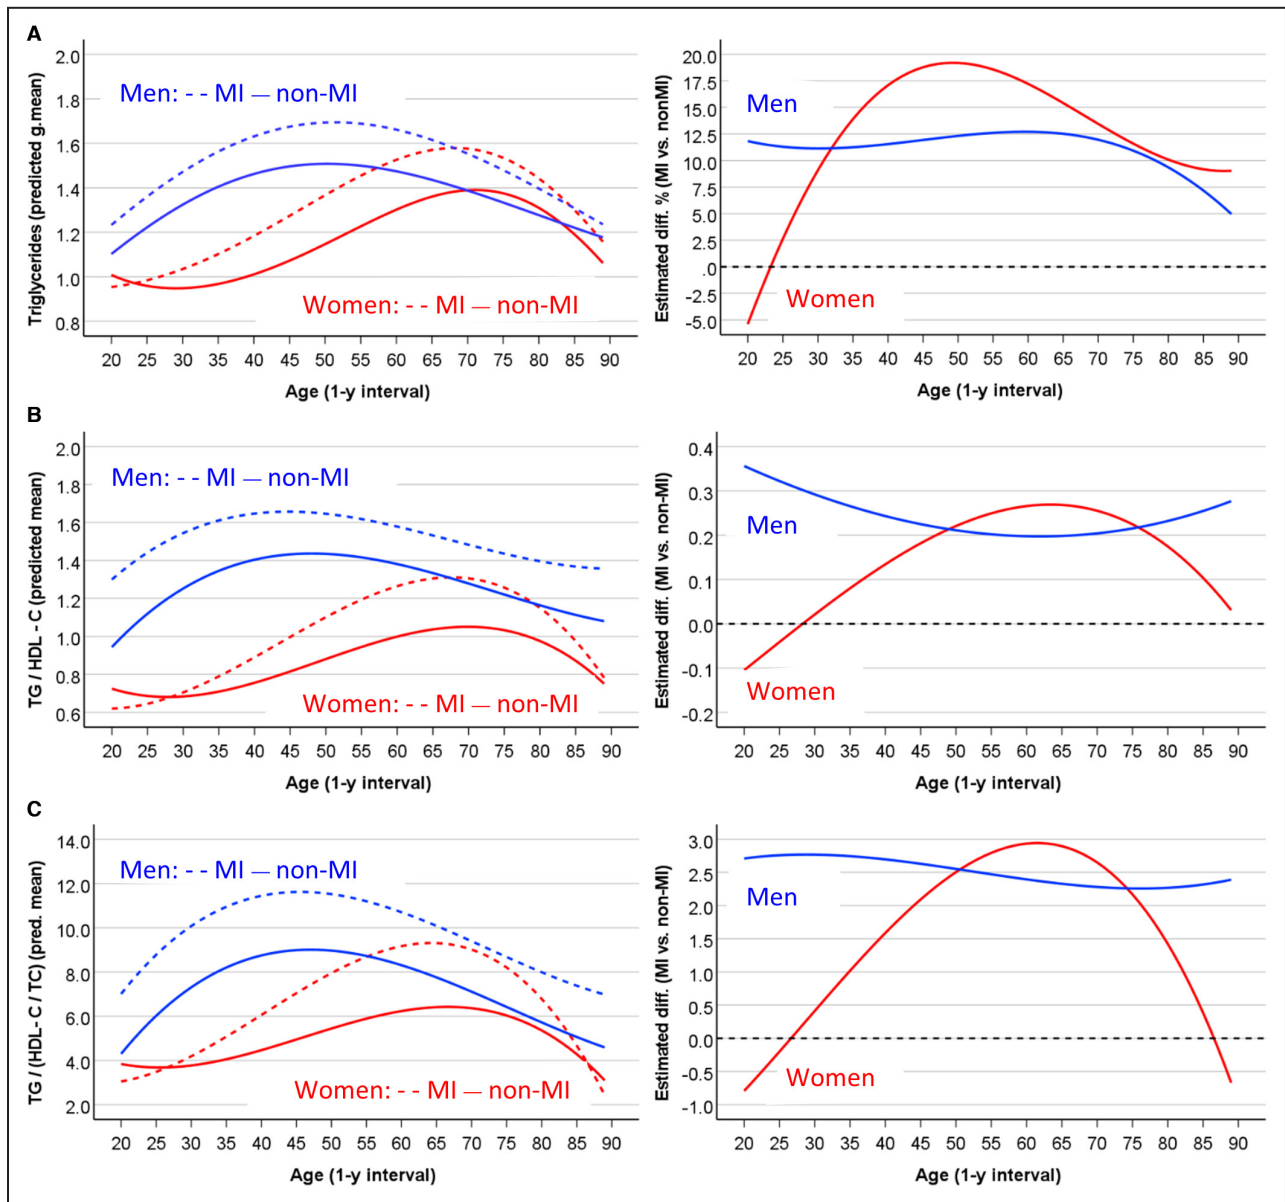 A
Triglycerides (predicted g.mean)
2.0
1.8
1.6
1.4
1.2
1.0
0.8
Men: - - MI — non-MI
Women: - - MI — non-MI
20 25 30 35 40 45 50 55 60 65 70 75 80 85 90
Age (1-y interval)
Estimated diff. % (MI vs. nonMI)
20.0
17.5
15.0
12.5
10.0
7.5
5.0
2.5
.0
-2.5
-5.0
Men
Women
20 25 30 35 40 45 50 55 60 65 70 75 80 85 90
Age (1-y interval)
B
TG / HDL - C (predicted mean)
2.0
1.8
1.6
1.4
1.2
1.0
0.8
0.6
Men: - - MI — non-MI
Women: - - MI — non-MI
20 25 30 35 40 45 50 55 60 65 70 75 80 85 90
Age (1-y interval)
Estimated diff. (MI vs. non-MI)
0.4
0.3
0.2
0.1
0.0
-0.1
-0.2
Men
Women
20 25 30 35 40 45 50 55 60 65 70 75 80 85 90
Age (1-y interval)
C
TG / (HDL- C / TC) (pred. mean)
14.0
12.0
10.0
8.0
6.0
4.0
2.0
Men: - - MI — non-MI
Women: - - MI — non-MI
20 25 30 35 40 45 50 55 60 65 70 75 80 85 90
Age (1-y interval)
Estimated diff. (MI vs. non-MI)
3.0
2.5
2.0
1.5
1.0
0.5
0.0
-0.5
-1.0
Men
Women
20 25 30 35 40 45 50 55 60 65 70 75 80 85 90
Age (1-y interval)